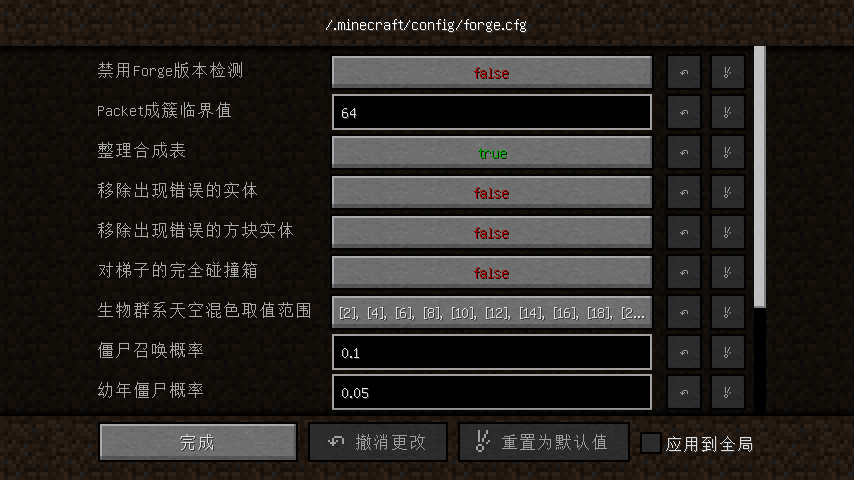 /.minecraft/config/forge.cfg
禁用Forge版本检测 false
Packet成簇临界值 64
整理合成表 true
移除出现错误的实体 false
移除出现错误的方块实体 false
对梯子的完全碰撞箱 false
生物群系天空混色取值范围 [2], [4], [6], [8], [10], [12], [14], [16], [18], [2...
僵尸召唤概率 0.1
幼年僵尸概率 0.05
完成 撤消更改 重置为默认值 应用到全局